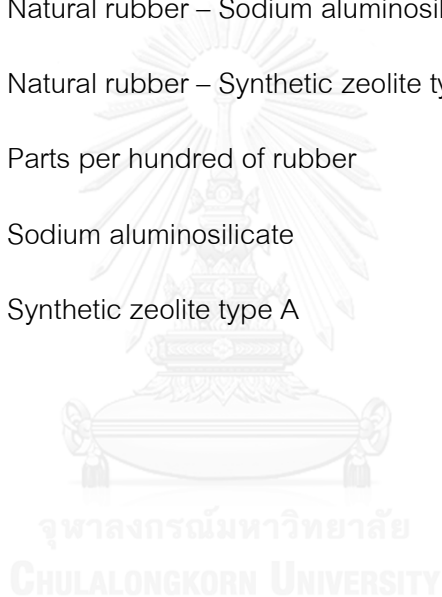 Natural rubber – Sodium aluminosil
Natural rubber – Synthetic zeolite ty
Parts per hundred of rubber
Sodium aluminosilicate
Synthetic zeolite type A
จุฬาลงกรณ์มหาวิทยาลัย
CHULALONGKORN UNIVERSITY